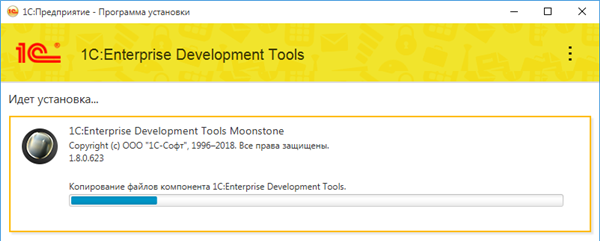 1С:Предприятие - Программа установки
1С
1C:Enterprise Development Tools
Идет установка...
1C:Enterprise Development Tools Moonstone
Copyright (c) ООО "1С-Софт", 1996–2018. Все права защищены.
1.8.0.623
Копирование файлов компонента 1C:Enterprise Development Tools.